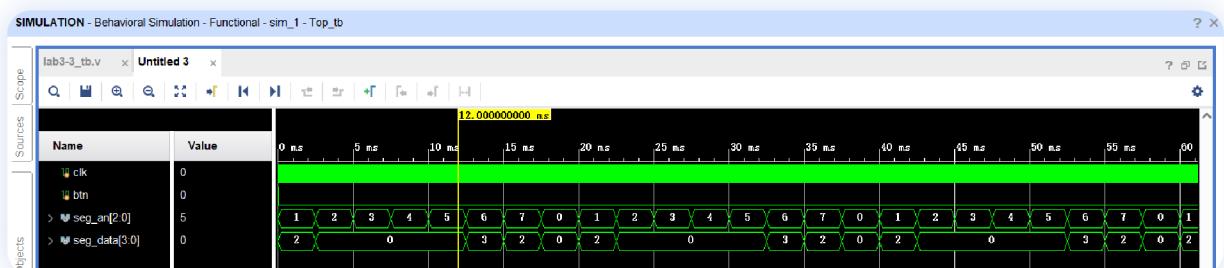 SIMULATION - Behavioral Simulation - Functional - sim_1 - Top_tb ? ×
Scope
Sources
lab3-3_tb.v × Untitled 3 ×
?
12.000000000 ms
Name Value 0 ms 5 ms 10 ms 15 ms 20 ms 25 ms 30 ms 35 ms 40 ms 45 ms 50 ms 55 ms 60
clk 0
btn 0
> seg_an[2:0] 5 1 2 3 4 5 6 7 0 1 2 3 4 5 6 7 0 1 2 3 4 5 6 7 0 1
> seg_data[3:0] 0 2 0 3 2 0 2 0 3 2 0 2 0 3 2 0 2